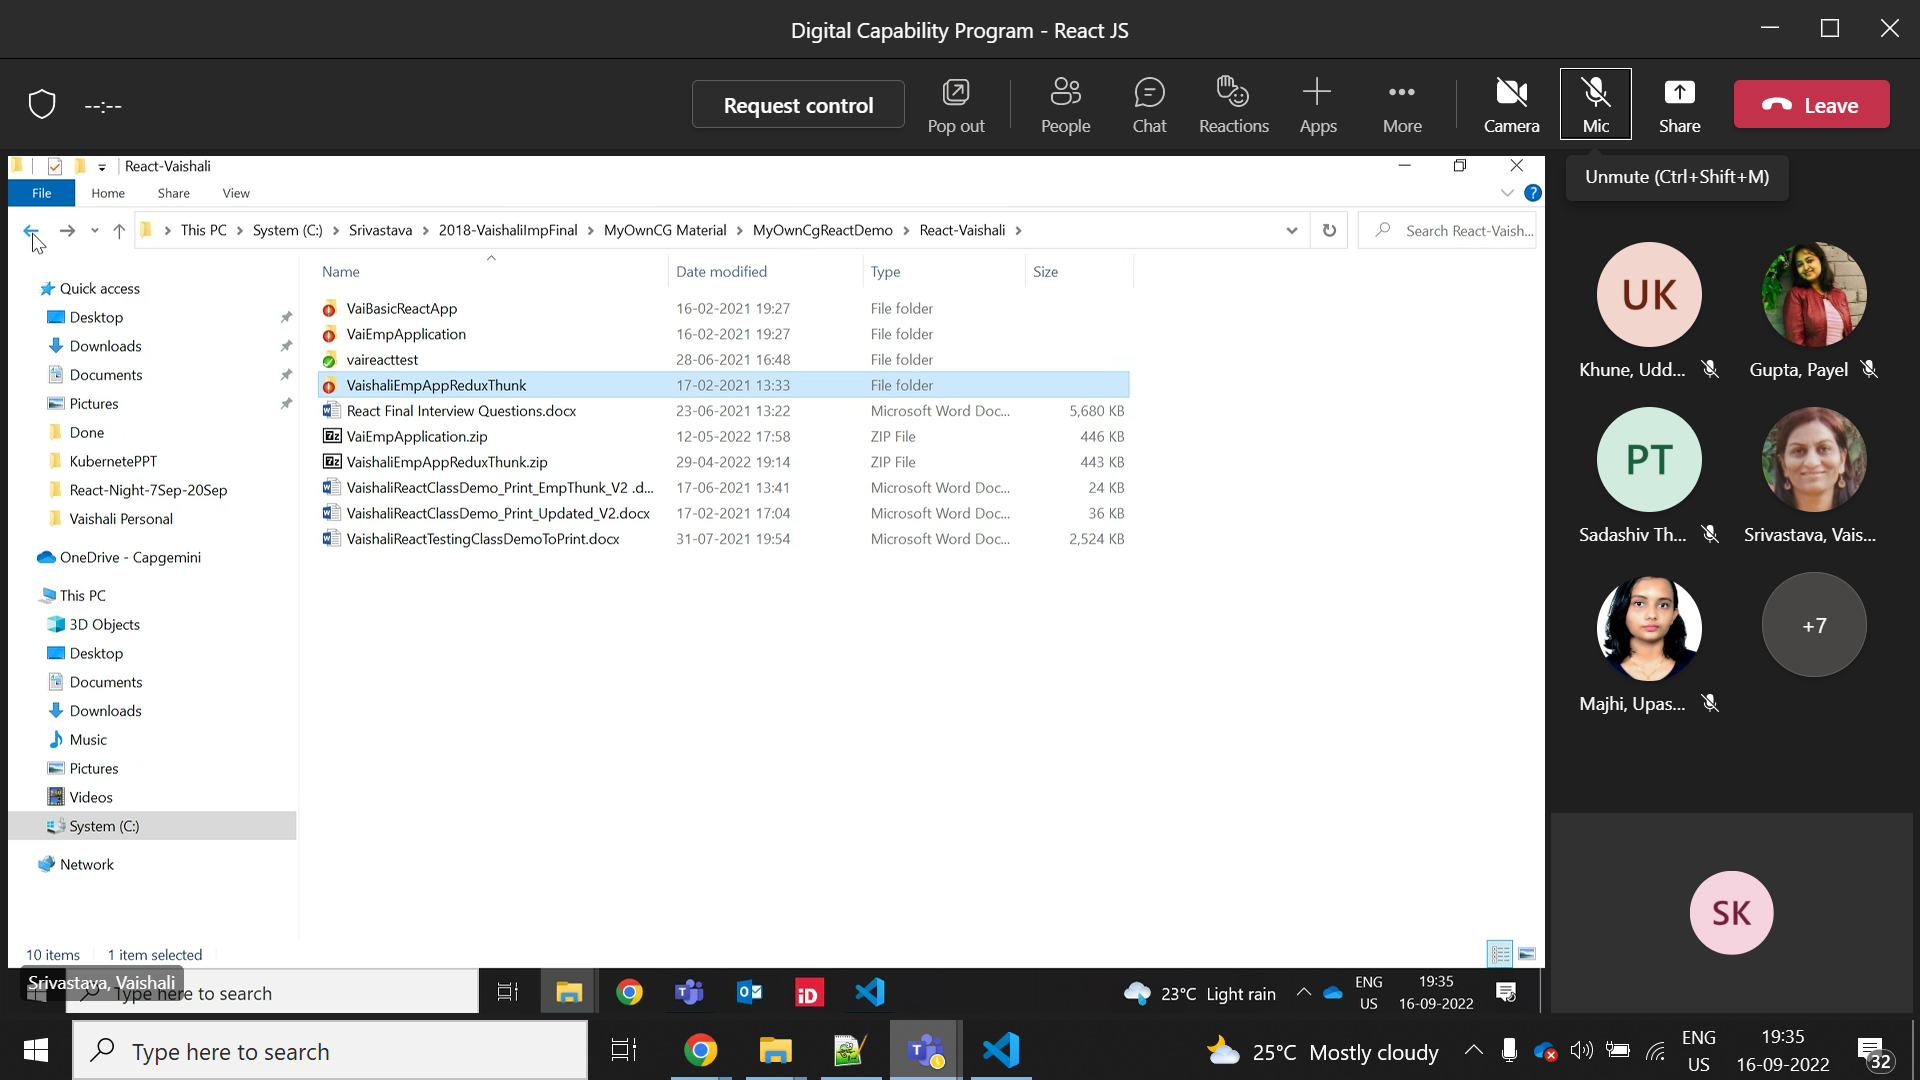 Digital Capability Program - React JS
--:--
Request control
Pop out
People
Chat
Reactions
Apps
More
Camera
Mic
Share
Leave
Unmute (Ctrl+Shift+M)
React-Vaishali
File Home Share View
This PC > System (C:) > Srivastava > 2018-VaishaliImpFinal > MyOwnCG Material > MyOwnCgReactDemo > React-Vaishali >
Search React-Vaish...
Name Date modified Type Size
VaiBasicReactApp 16-02-2021 19:27 File folder
VaiEmpApplication 16-02-2021 19:27 File folder
vaireacttest 28-06-2021 16:48 File folder
VaishaliEmpAppReduxThunk 17-02-2021 13:33 File folder
React Final Interview Questions.docx 23-06-2021 13:22 Microsoft Word Doc... 5,680 KB
VaiEmpApplication.zip 12-05-2022 17:58 ZIP File 446 KB
VaishaliEmpAppReduxThunk.zip 29-04-2022 19:14 ZIP File 443 KB
VaishaliReactClassDemo_Print_EmpThunk_V2 .d... 17-06-2021 13:41 Microsoft Word Doc... 24 KB
VaishaliReactClassDemo_Print_Updated_V2.docx 17-02-2021 17:04 Microsoft Word Doc... 36 KB
VaishaliReactTestingClassDemoToPrint.docx 31-07-2021 19:54 Microsoft Word Doc... 2,524 KB
Quick access
Desktop
Downloads
Documents
Pictures
Done
KubernetePPT
React-Night-7Sep-20Sep
Vaishali Personal
OneDrive - Capgemini
This PC
3D Objects
Desktop
Documents
Downloads
Music
Pictures
Videos
System (C:)
Network
10 items 1 item selected
UK
Khune, Udd...
Gupta, Payel
PT
Sadashiv Th...
Srivastava, Vais...
Majhi, Upas...
+7
SK
Srivastava, Vaishali
Type here to search
iD
23°C Light rain
ENG
US
19:35
16-09-2022
Type here to search
25°C Mostly cloudy
ENG
US
19:35
16-09-2022
32